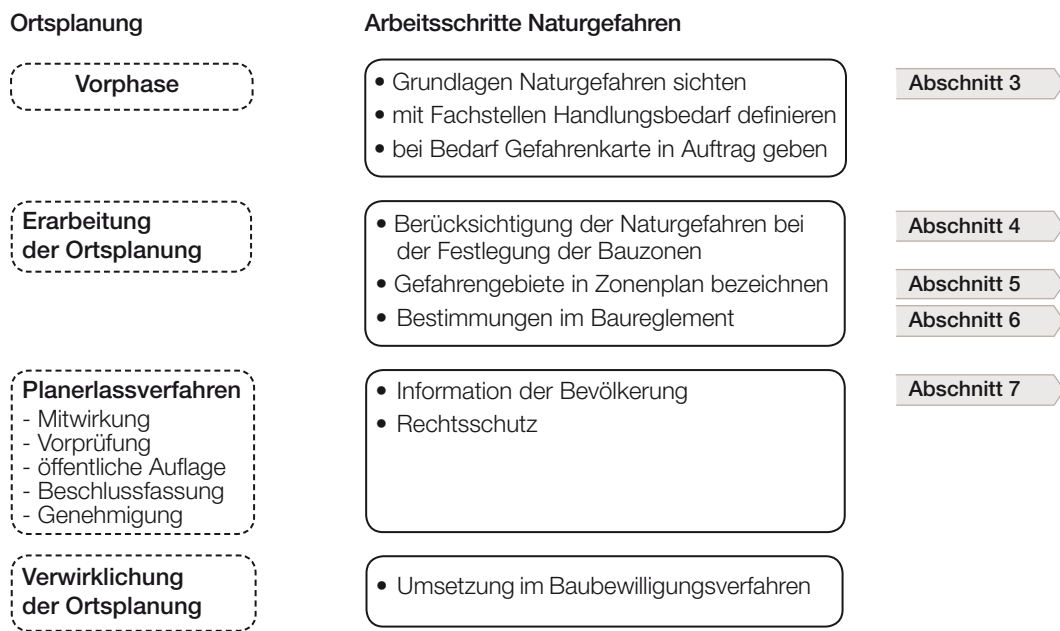 Ortsplanung
Arbeitsschritte Naturgefahren
Vorphase
• Grundlagen Naturgefahren sichten
• mit Fachstellen Handlungsbedarf definieren
• bei Bedarf Gefahrenkarte in Auftrag geben
Abschnitt 3
Erarbeitung
der Ortsplanung
• Berücksichtigung der Naturgefahren bei
der Festlegung der Bauzonen
• Gefahrengebiete in Zonenplan bezeichnen
• Bestimmungen im Baureglement
Abschnitt 4
Abschnitt 5
Abschnitt 6
Planerlassverfahren
- Mitwirkung
- Vorprüfung
- öffentliche Auflage
- Beschlussfassung
- Genehmigung
• Information der Bevölkerung
• Rechtsschutz
Abschnitt 7
Verwirklichung
der Ortsplanung
• Umsetzung im Baubewilligungsverfahren